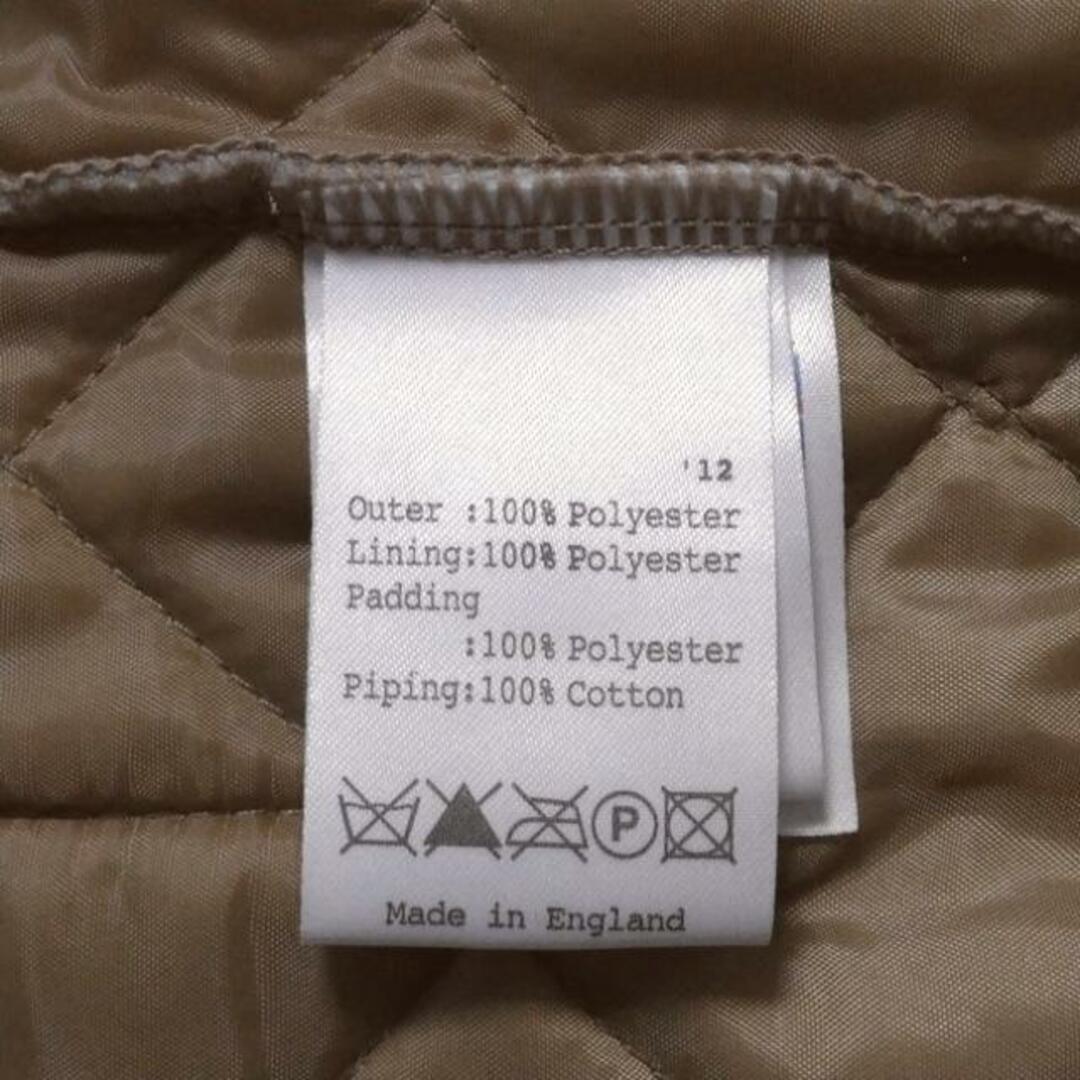 '12
Outer :100% Polyester
Lining:100% Polyester
Padding
:100% Polyester
Piping:100% Cotton
P
Made in England